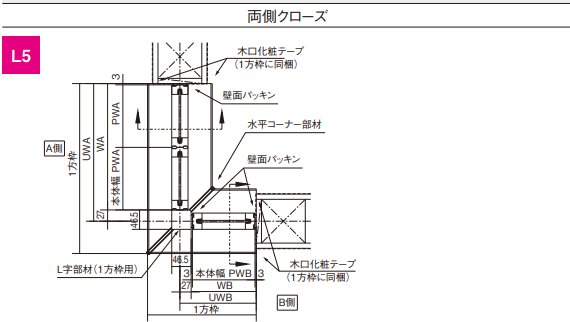 両側クローズ
L5
木口化粧テープ
(1方枠に同梱)
壁面パッキン
水平コーナー部材
壁面パッキン
A側
1方枠
UWA
WA
3
PWA
本体幅 PWA
27
46.5
L字部材(1方枠用)
46.5
3 本体幅 PWB 3
27 WB
UWB
1方枠
木口化粧テープ
(1方枠に同梱)
B側